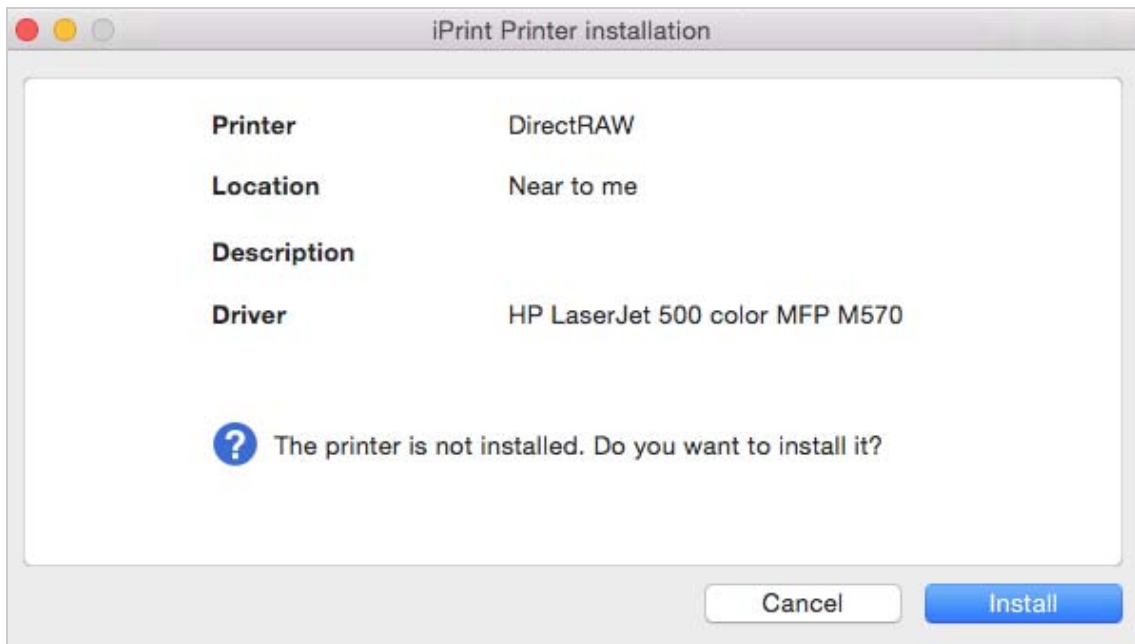 iPrint Printer installation
Printer DirectRAW
Location Near to me
Description
Driver HP LaserJet 500 color MFP M570
? The printer is not installed. Do you want to install it?
Cancel Install